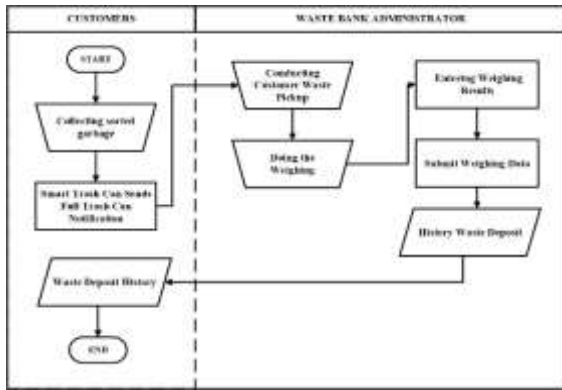 CUSTOMERS
WASTE BANK ADMINISTRATOR
START
Collecting sorted
garbage
Smart Trash Can Sends
Full Trash Can
Notification
Conducting
Customer Waste
Pickup
Doing the
Weighing
Entering Weighing
Results
Submit Weighing Data
History Waste Deposit
Waste Deposit History
END